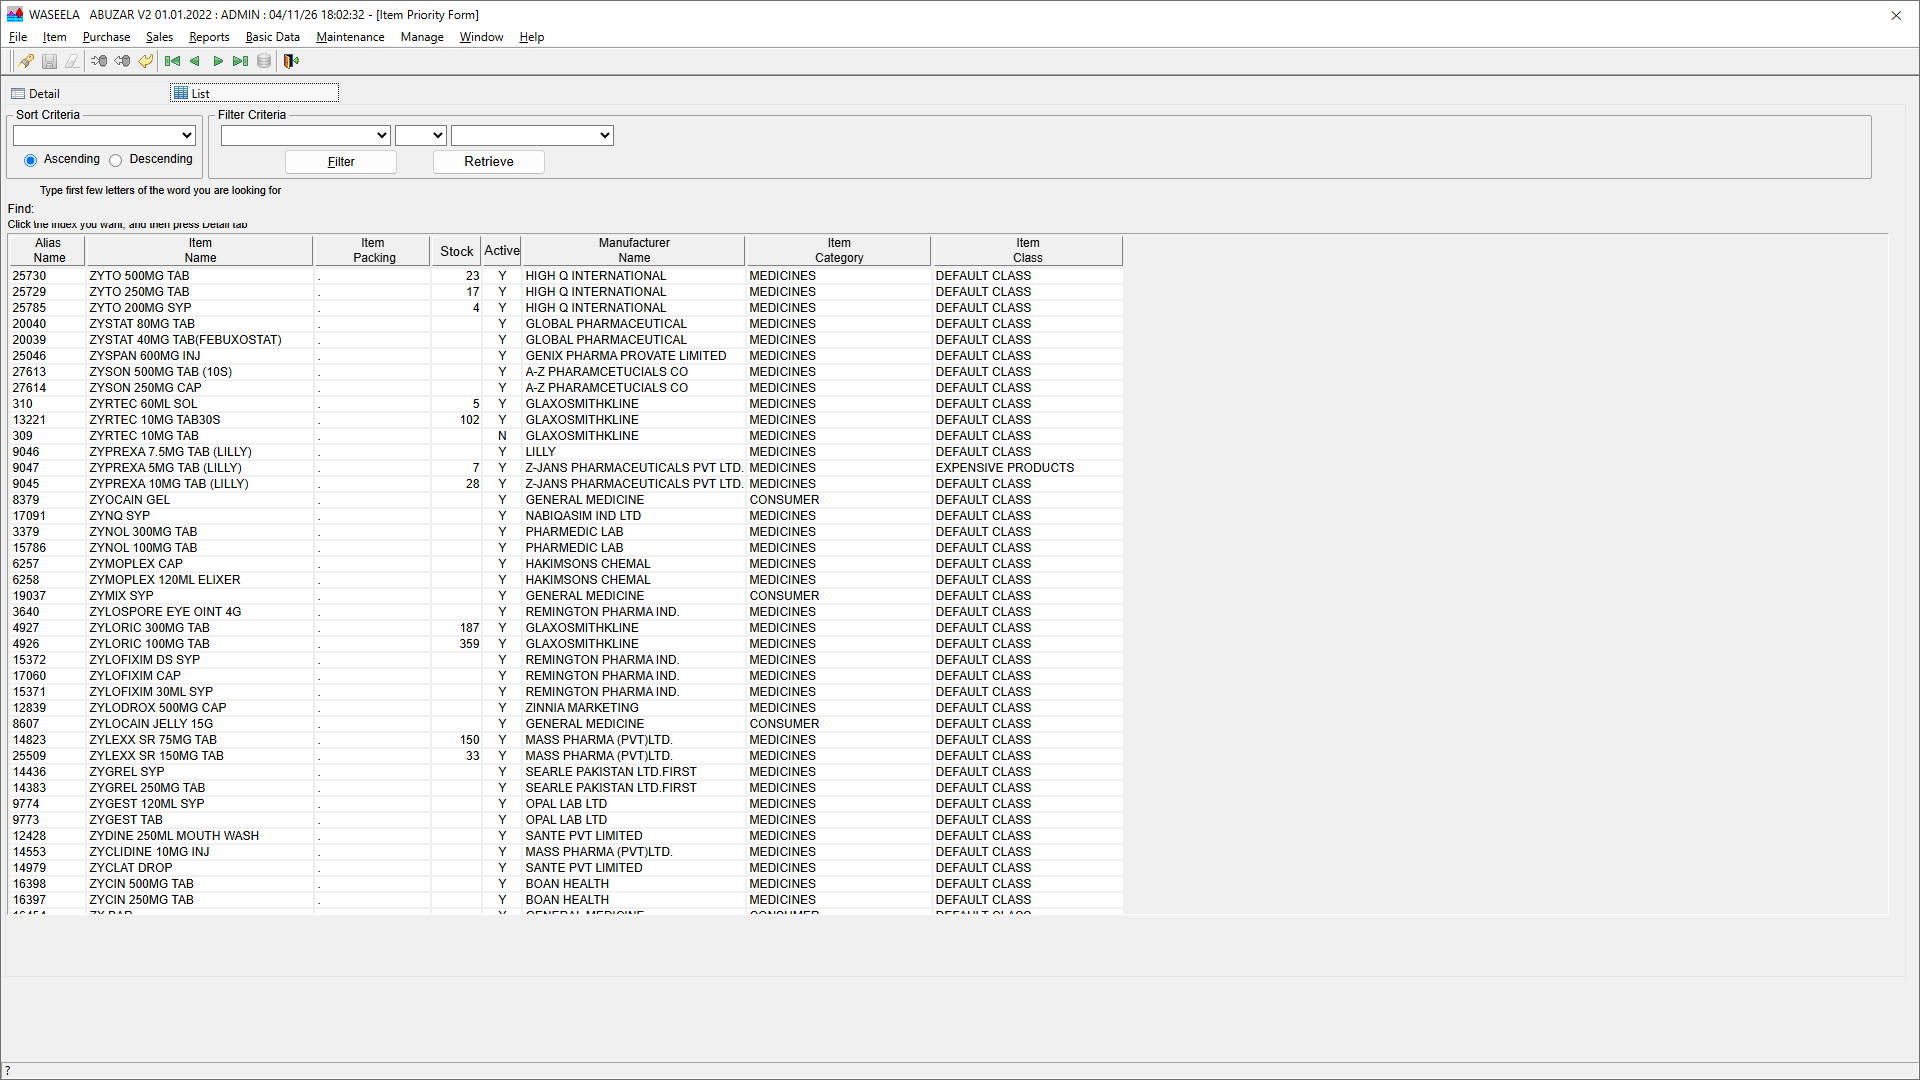 WASEELA ABUZAR V2 01.01.2022 : ADMIN : 04/11/26 18:02:32 - [Item Priority Form]
File Item Purchase Sales Reports Basic Data Maintenance Manage Window Help
Detail List
Sort Criteria Filter Criteria
Ascending Descending Filter Retrieve
Type first few letters of the word you are looking for
Find:
Click the index you want, and then press Detail tab
Alias Name Item Name Item Packing Stock Active Manufacturer Name Item Category Item Class
25730 ZYTO 500MG TAB . 23 Y HIGH Q INTERNATIONAL MEDICINES DEFAULT CLASS
25729 ZYTO 250MG TAB . 17 Y HIGH Q INTERNATIONAL MEDICINES DEFAULT CLASS
25785 ZYTO 200MG SYP . 4 Y HIGH Q INTERNATIONAL MEDICINES DEFAULT CLASS
20040 ZYSTAT 80MG TAB . Y GLOBAL PHARMACEUTICAL MEDICINES DEFAULT CLASS
20039 ZYSTAT 40MG TAB(FEBUXOSTAT) . Y GLOBAL PHARMACEUTICAL MEDICINES DEFAULT CLASS
25046 ZYSPAN 600MG INJ . Y GENIX PHARMA PROVATE LIMITED MEDICINES DEFAULT CLASS
27613 ZYSON 500MG TAB (10S) . Y A-Z PHARAMCETUCIALS CO MEDICINES DEFAULT CLASS
27614 ZYSON 250MG CAP . Y A-Z PHARAMCETUCIALS CO MEDICINES DEFAULT CLASS
310 ZYRTEC 60ML SOL . 5 Y GLAXOSMITHKLINE MEDICINES DEFAULT CLASS
13221 ZYRTEC 10MG TAB30S . 102 Y GLAXOSMITHKLINE MEDICINES DEFAULT CLASS
309 ZYRTEC 10MG TAB . N GLAXOSMITHKLINE MEDICINES DEFAULT CLASS
9046 ZYPREXA 7.5MG TAB (LILLY) . Y LILLY MEDICINES DEFAULT CLASS
9047 ZYPREXA 5MG TAB (LILLY) . 7 Y Z-JANS PHARMACEUTICALS PVT LTD. MEDICINES EXPENSIVE PRODUCTS
9045 ZYPREXA 10MG TAB (LILLY) . 28 Y Z-JANS PHARMACEUTICALS PVT LTD. MEDICINES DEFAULT CLASS
8379 ZYOCAIN GEL . Y GENERAL MEDICINE CONSUMER DEFAULT CLASS
17091 ZYNQ SYP . Y NABIQASIM IND LTD MEDICINES DEFAULT CLASS
3379 ZYNOL 300MG TAB . Y PHARMEDIC LAB MEDICINES DEFAULT CLASS
15786 ZYNOL 100MG TAB . Y PHARMEDIC LAB MEDICINES DEFAULT CLASS
6257 ZYMOPLEX CAP . Y HAKIMSONS CHEMAL MEDICINES DEFAULT CLASS
6258 ZYMOPLEX 120ML ELIXER . Y HAKIMSONS CHEMAL MEDICINES DEFAULT CLASS
19037 ZYMIX SYP . Y GENERAL MEDICINE CONSUMER DEFAULT CLASS
3640 ZYLOSPORE EYE OINT 4G . Y REMINGTON PHARMA IND. MEDICINES DEFAULT CLASS
4927 ZYLORIC 300MG TAB . 187 Y GLAXOSMITHKLINE MEDICINES DEFAULT CLASS
4926 ZYLORIC 100MG TAB . 359 Y GLAXOSMITHKLINE MEDICINES DEFAULT CLASS
15372 ZYLOFIXIM DS SYP . Y REMINGTON PHARMA IND. MEDICINES DEFAULT CLASS
17060 ZYLOFIXIM CAP . Y REMINGTON PHARMA IND. MEDICINES DEFAULT CLASS
15371 ZYLOFIXIM 30ML SYP . Y REMINGTON PHARMA IND. MEDICINES DEFAULT CLASS
12839 ZYLODROX 500MG CAP . Y ZINNIA MARKETING MEDICINES DEFAULT CLASS
8607 ZYLOCAIN JELLY 15G . Y GENERAL MEDICINE CONSUMER DEFAULT CLASS
14823 ZYLEXX SR 75MG TAB . 150 Y MASS PHARMA (PVT)LTD. MEDICINES DEFAULT CLASS
25509 ZYLEXX SR 150MG TAB . 33 Y MASS PHARMA (PVT)LTD. MEDICINES DEFAULT CLASS
14436 ZYGREL SYP . Y SEARLE PAKISTAN LTD.FIRST MEDICINES DEFAULT CLASS
14383 ZYGREL 250MG TAB . Y SEARLE PAKISTAN LTD.FIRST MEDICINES DEFAULT CLASS
9774 ZYGEST 120ML SYP . Y OPAL LAB LTD MEDICINES DEFAULT CLASS
9773 ZYGEST TAB . Y OPAL LAB LTD MEDICINES DEFAULT CLASS
12428 ZYDINE 250ML MOUTH WASH . Y SANTE PVT LIMITED MEDICINES DEFAULT CLASS
14553 ZYCLIDINE 10MG INJ . Y MASS PHARMA (PVT)LTD. MEDICINES DEFAULT CLASS
14979 ZYCLAT DROP . Y SANTE PVT LIMITED MEDICINES DEFAULT CLASS
16398 ZYCIN 500MG TAB . Y BOAN HEALTH MEDICINES DEFAULT CLASS
16397 ZYCIN 250MG TAB . Y BOAN HEALTH MEDICINES DEFAULT CLASS
Y GENERAL MEDICINE CONSUMER DEFAULT CLASS
?